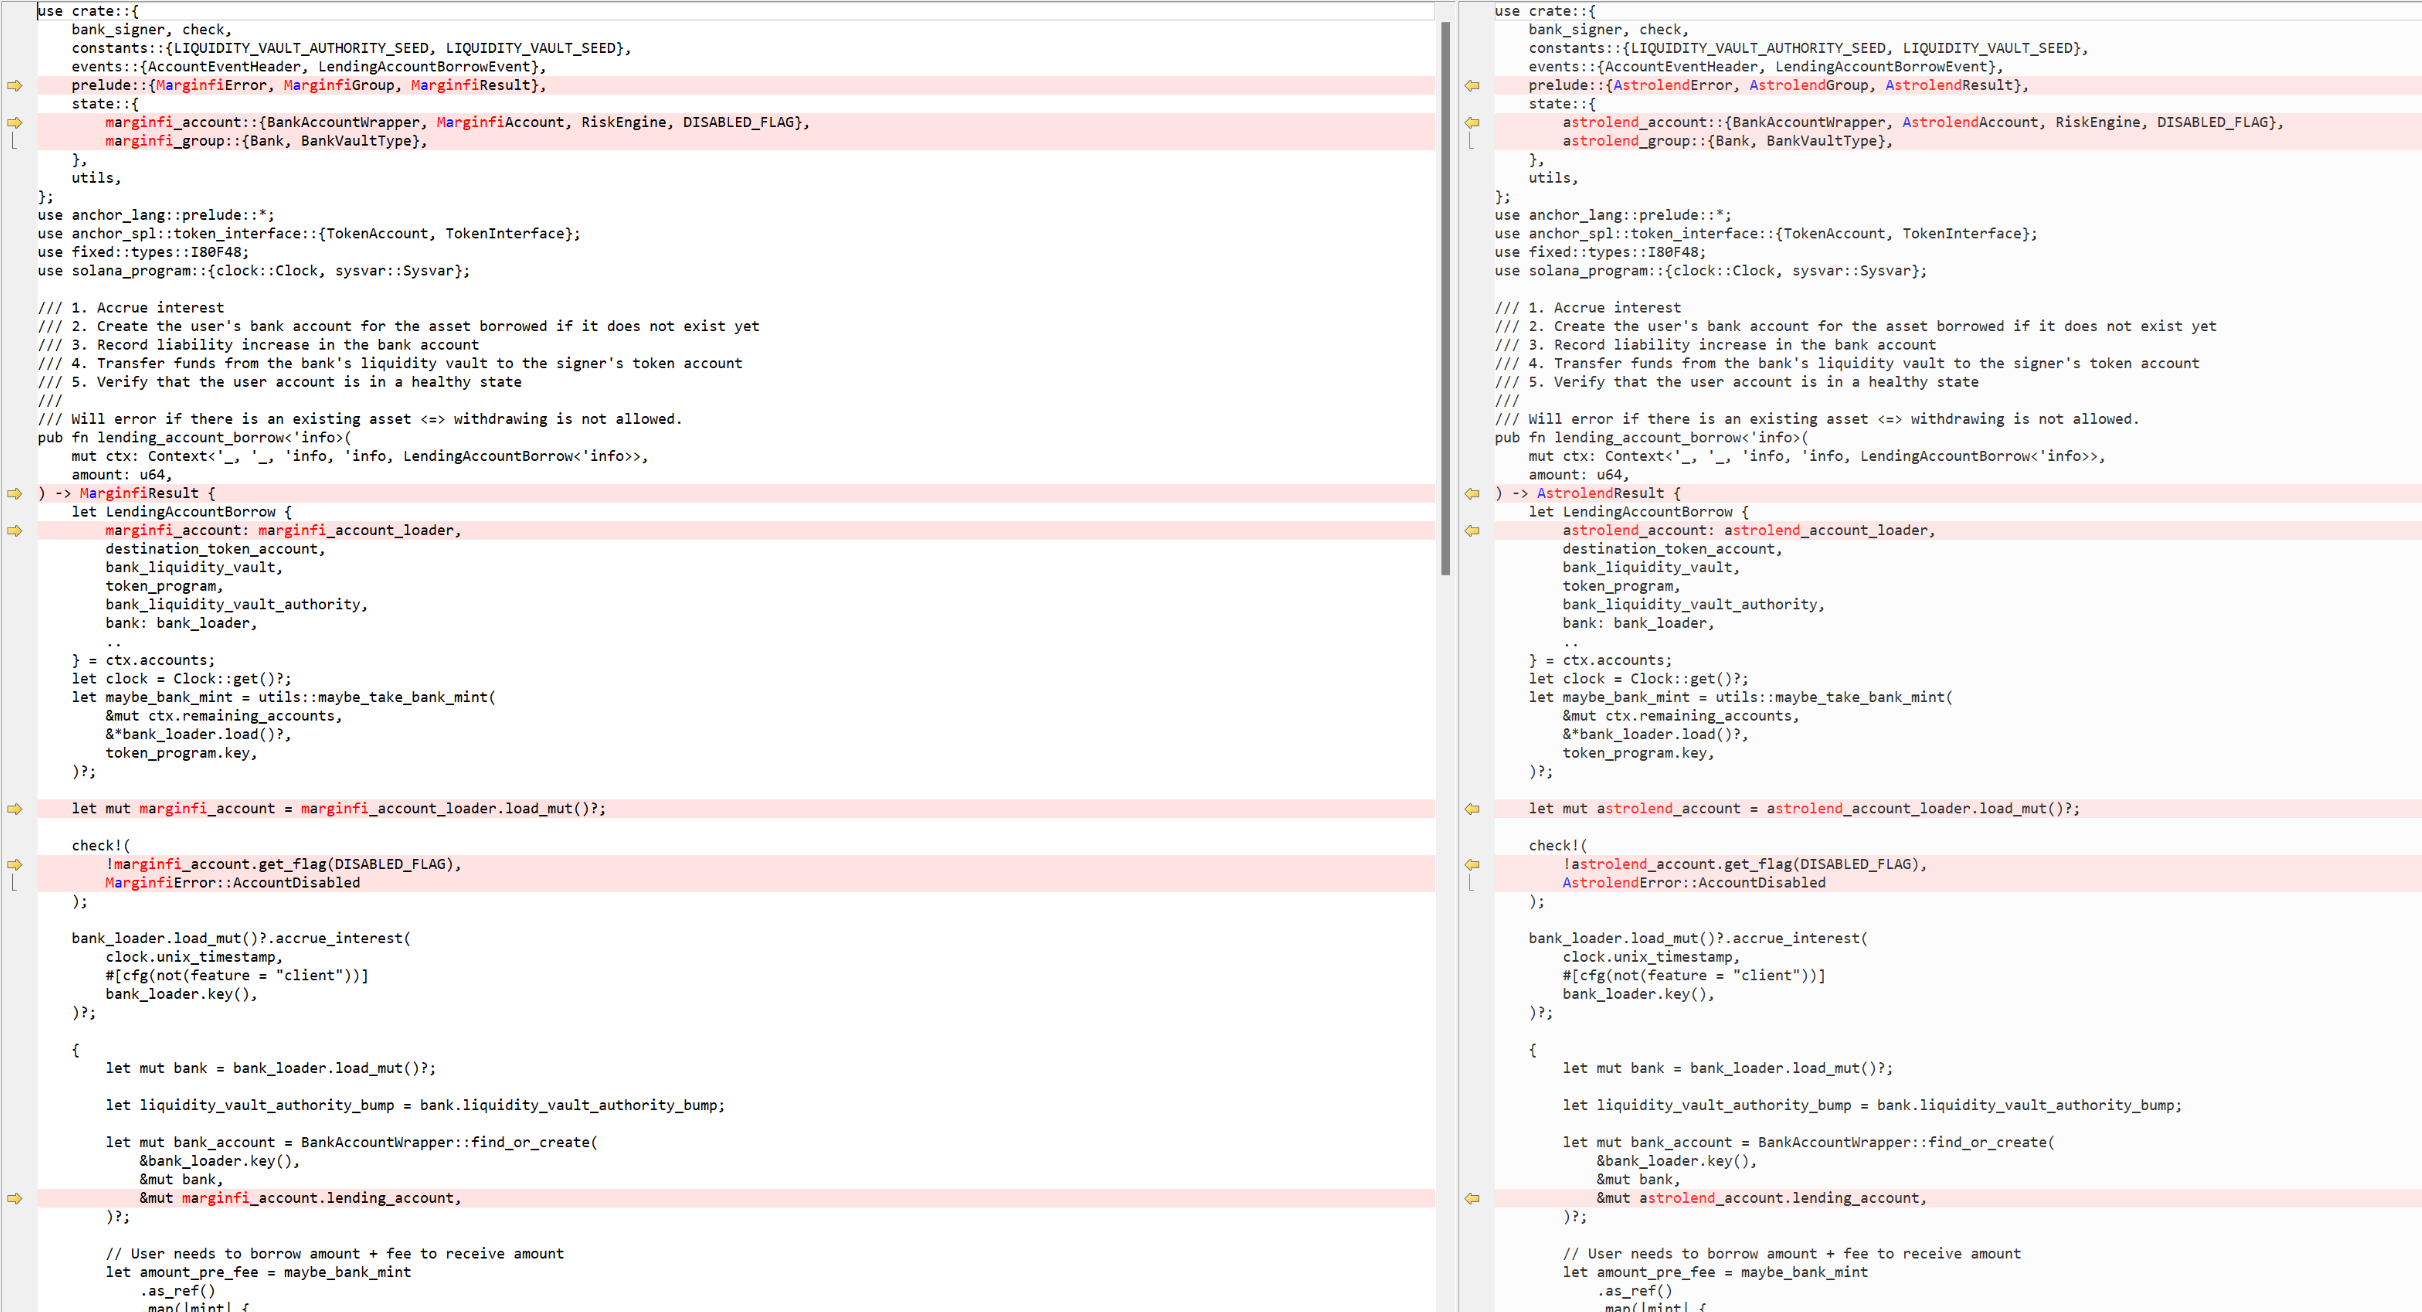 use crate::{
    bank_signer, check,
    constants::{LIQUIDITY_VAULT_AUTHORITY_SEED, LIQUIDITY_VAULT_SEED},
    events::{AccountEventHeader, LendingAccountBorrowEvent},
    prelude::{MarginfiError, MarginfiGroup, MarginfiResult},
    state::{
        marginfi_account::{BankAccountWrapper, MarginfiAccount, RiskEngine, DISABLED_FLAG},
        marginfi_group::{Bank, BankVaultType},
    },
    utils,
};
use anchor_lang::prelude::*;
use anchor_spl::token_interface::{TokenAccount, TokenInterface};
use fixed::types::I80F48;
use solana_program::{clock::Clock, sysvar::Sysvar};

/// 1. Accrue interest
/// 2. Create the user's bank account for the asset borrowed if it does not exist yet
/// 3. Record liability increase in the bank account
/// 4. Transfer funds from the bank's liquidity vault to the signer's token account
/// 5. Verify that the user account is in a healthy state
///
/// Will error if there is an existing asset <=> withdrawing is not allowed.
pub fn lending_account_borrow<'info>(
    mut ctx: Context<'_, '_, 'info, 'info, LendingAccountBorrow<'info>>,
    amount: u64,
) -> MarginfiResult {
    let LendingAccountBorrow {
        marginfi_account: marginfi_account_loader,
        destination_token_account,
        bank_liquidity_vault,
        token_program,
        bank_liquidity_vault_authority,
        bank: bank_loader,
        ..
    } = ctx.accounts;
    let clock = Clock::get()?;
    let maybe_bank_mint = utils::maybe_take_bank_mint(
        &mut ctx.remaining_accounts,
        &*bank_loader.load()?,
        token_program.key,
    )?;

    let mut marginfi_account = marginfi_account_loader.load_mut()?;

    check!(
        !marginfi_account.get_flag(DISABLED_FLAG),
        MarginfiError::AccountDisabled
    );

    bank_loader.load_mut()?.accrue_interest(
        clock.unix_timestamp,
        #[cfg(not(feature = "client"))]
        bank_loader.key(),
    )?;

    {
        let mut bank = bank_loader.load_mut()?;

        let liquidity_vault_authority_bump = bank.liquidity_vault_authority_bump;

        let mut bank_account = BankAccountWrapper::find_or_create(
            &bank_loader.key(),
            &mut bank,
            &mut marginfi_account.lending_account,
        )?;

        // User needs to borrow amount + fee to receive amount
        let amount_pre_fee = maybe_bank_mint
            .as_ref()
            .map(|mint| {
use crate::{
    bank_signer, check,
    constants::{LIQUIDITY_VAULT_AUTHORITY_SEED, LIQUIDITY_VAULT_SEED},
    events::{AccountEventHeader, LendingAccountBorrowEvent},
    prelude::{AstrolendError, AstrolendGroup, AstrolendResult},
    state::{
        astrolend_account::{BankAccountWrapper, AstrolendAccount, RiskEngine, DISABLED_FLAG},
        astrolend_group::{Bank, BankVaultType},
    },
    utils,
};
use anchor_lang::prelude::*;
use anchor_spl::token_interface::{TokenAccount, TokenInterface};
use fixed::types::I80F48;
use solana_program::{clock::Clock, sysvar::Sysvar};

/// 1. Accrue interest
/// 2. Create the user's bank account for the asset borrowed if it does not exist yet
/// 3. Record liability increase in the bank account
/// 4. Transfer funds from the bank's liquidity vault to the signer's token account
/// 5. Verify that the user account is in a healthy state
///
/// Will error if there is an existing asset <=> withdrawing is not allowed.
pub fn lending_account_borrow<'info>(
    mut ctx: Context<'_, '_, 'info, 'info, LendingAccountBorrow<'info>>,
    amount: u64,
) -> AstrolendResult {
    let LendingAccountBorrow {
        astrolend_account: astrolend_account_loader,
        destination_token_account,
        bank_liquidity_vault,
        token_program,
        bank_liquidity_vault_authority,
        bank: bank_loader,
        ..
    } = ctx.accounts;
    let clock = Clock::get()?;
    let maybe_bank_mint = utils::maybe_take_bank_mint(
        &mut ctx.remaining_accounts,
        &*bank_loader.load()?,
        token_program.key,
    )?;

    let mut astrolend_account = astrolend_account_loader.load_mut()?;

    check!(
        !astrolend_account.get_flag(DISABLED_FLAG),
        AstrolendError::AccountDisabled
    );

    bank_loader.load_mut()?.accrue_interest(
        clock.unix_timestamp,
        #[cfg(not(feature = "client"))]
        bank_loader.key(),
    )?;

    {
        let mut bank = bank_loader.load_mut()?;

        let liquidity_vault_authority_bump = bank.liquidity_vault_authority_bump;

        let mut bank_account = BankAccountWrapper::find_or_create(
            &bank_loader.key(),
            &mut bank,
            &mut astrolend_account.lending_account,
        )?;

        // User needs to borrow amount + fee to receive amount
        let amount_pre_fee = maybe_bank_mint
            .as_ref()
            .map(|mint| {